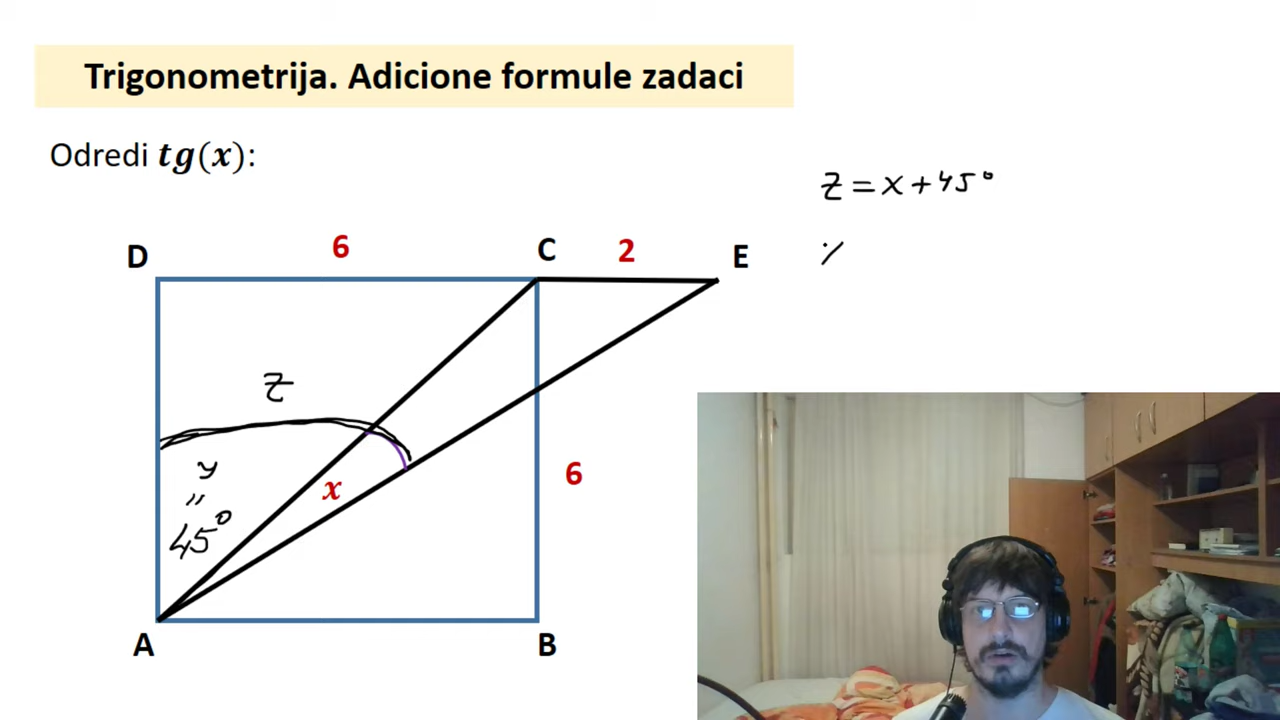 Trigonometrija. Adicione formule zadaci
Odredi tg(x):
z = x + 45°
6
2
D
C
E
z
y
"
45°
x
6
A
B